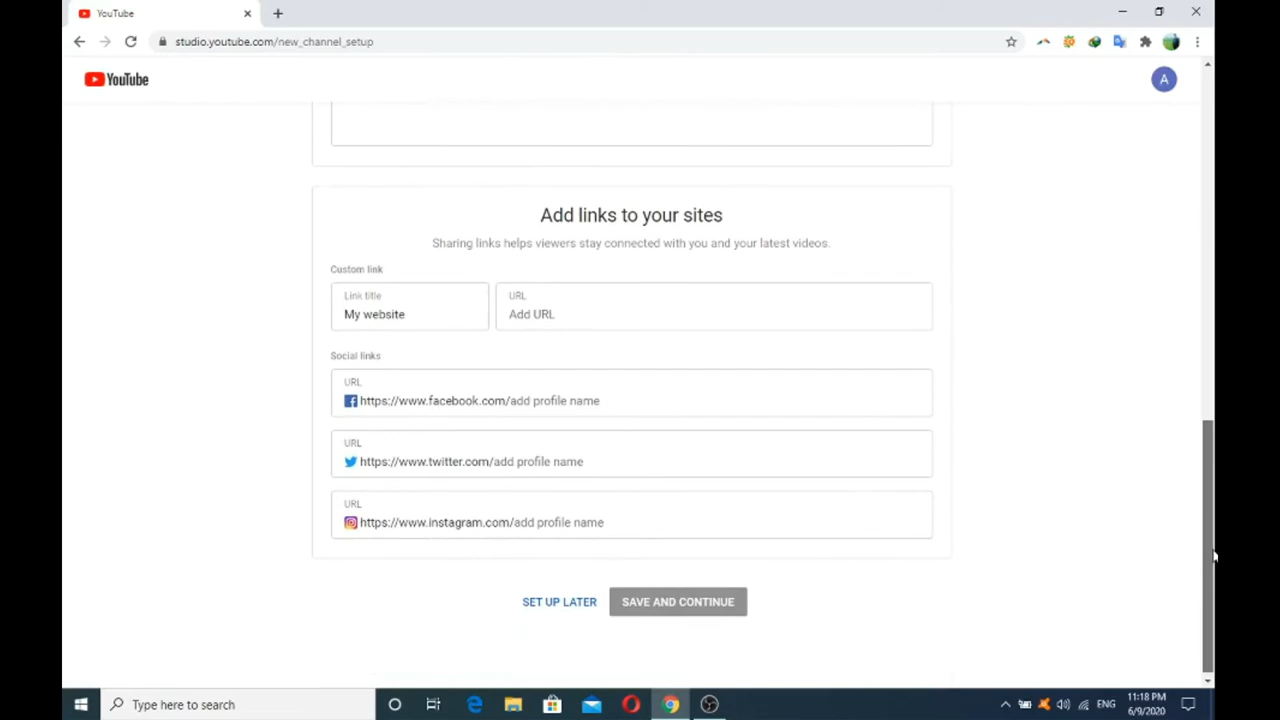 YouTube
studio.youtube.com/new_channel_setup
YouTube
A
Add links to your sites
Sharing links helps viewers stay connected with you and your latest videos.
Custom link
Link title
My website
URL
Add URL
Social links
URL
https://www.facebook.com/add profile name
URL
https://www.twitter.com/add profile name
URL
https://www.instagram.com/add profile name
SET UP LATER
SAVE AND CONTINUE
Type here to search
ENG
11:18 PM
6/9/2020